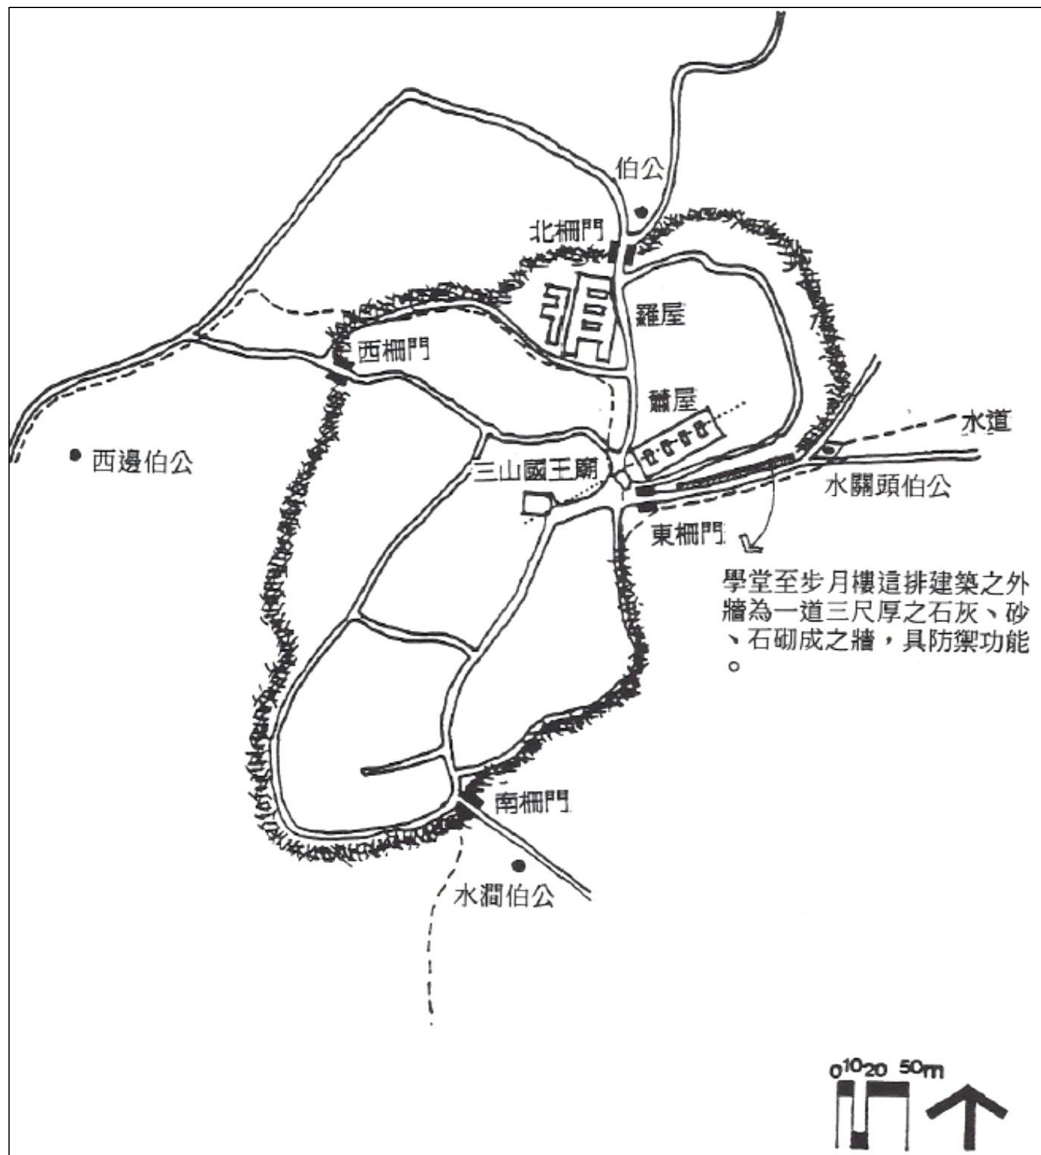 伯公
北柵門
羅屋
西柵門
蕭屋
水道
西邊伯公
三山國王廟
水關頭伯公
東柵門
學堂至步月樓這排建築之外
牆為一道三尺厚之石灰、砂
、石砌成之牆，具防禦功能
。
南柵門
水澗伯公
0 10 20 50m